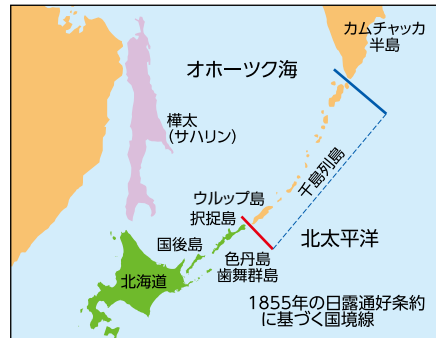 カムチャッカ
半島
オホーツク海
樺太
(サハリン)
千島列島
ウルップ島
択捉島
北太平洋
国後島
色丹島
歯舞群島
北海道
1855年の日露通好条約
に基づく国境線